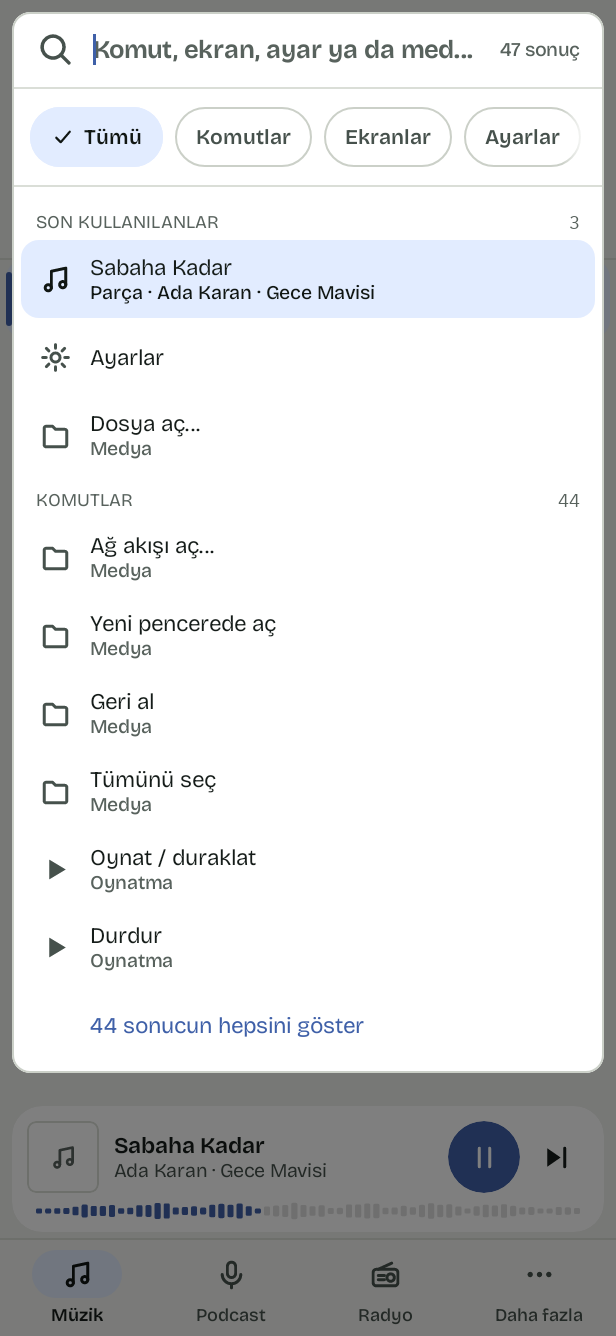 Komut, ekran, ayar ya da med...
47 sonuç
Tümü
Komutlar
Ekranlar
Ayarlar
SON KULLANILANLAR
3
Sabaha Kadar
Parça · Ada Karan · Gece Mavisi
Ayarlar
Dosya aç...
Medya
KOMUTLAR
44
Ağ akışı aç...
Medya
Yeni pencerede aç
Medya
Geri al
Medya
Tümünü seç
Medya
Oynat / duraklat
Oynatma
Durdur
Oynatma
44 sonucun hepsini göster
Sabaha Kadar
Ada Karan · Gece Mavisi
Müzik
Podcast
Radyo
Daha fazla